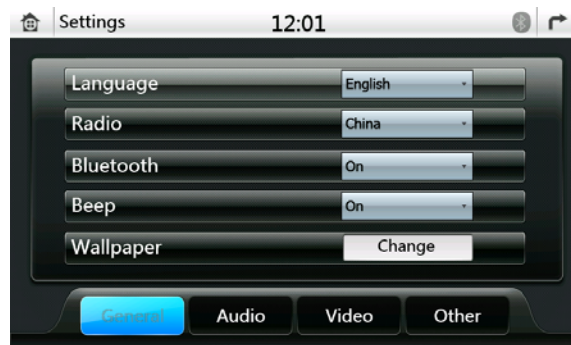 Settings 12:01
Language English
Radio China
Bluetooth On
Beep On
Wallpaper Change
General Audio Video Other